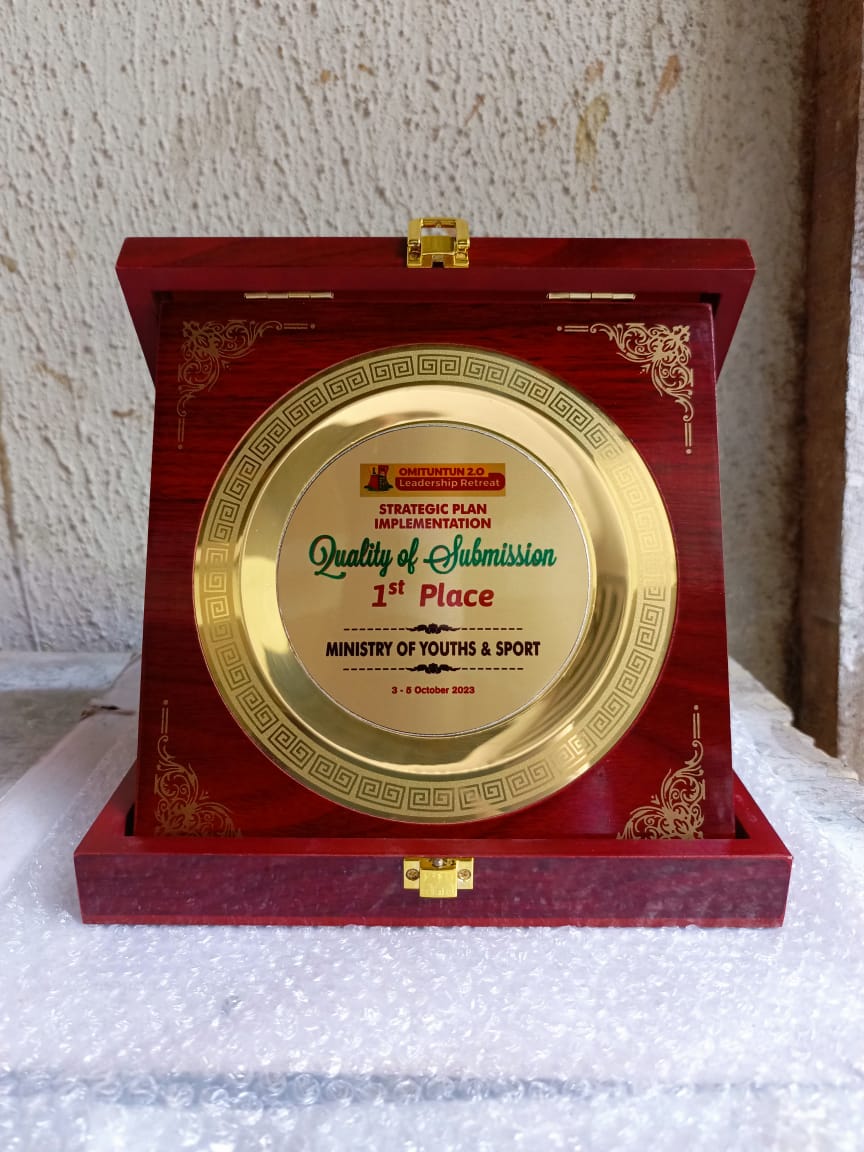 OMITUNTUN 2.O
Leadership Retreat
STRATEGIC PLAN
IMPLEMENTATION
Quality of Submission
1st Place
MINISTRY OF YOUTHS & SPORT
3 - 5 October 2023